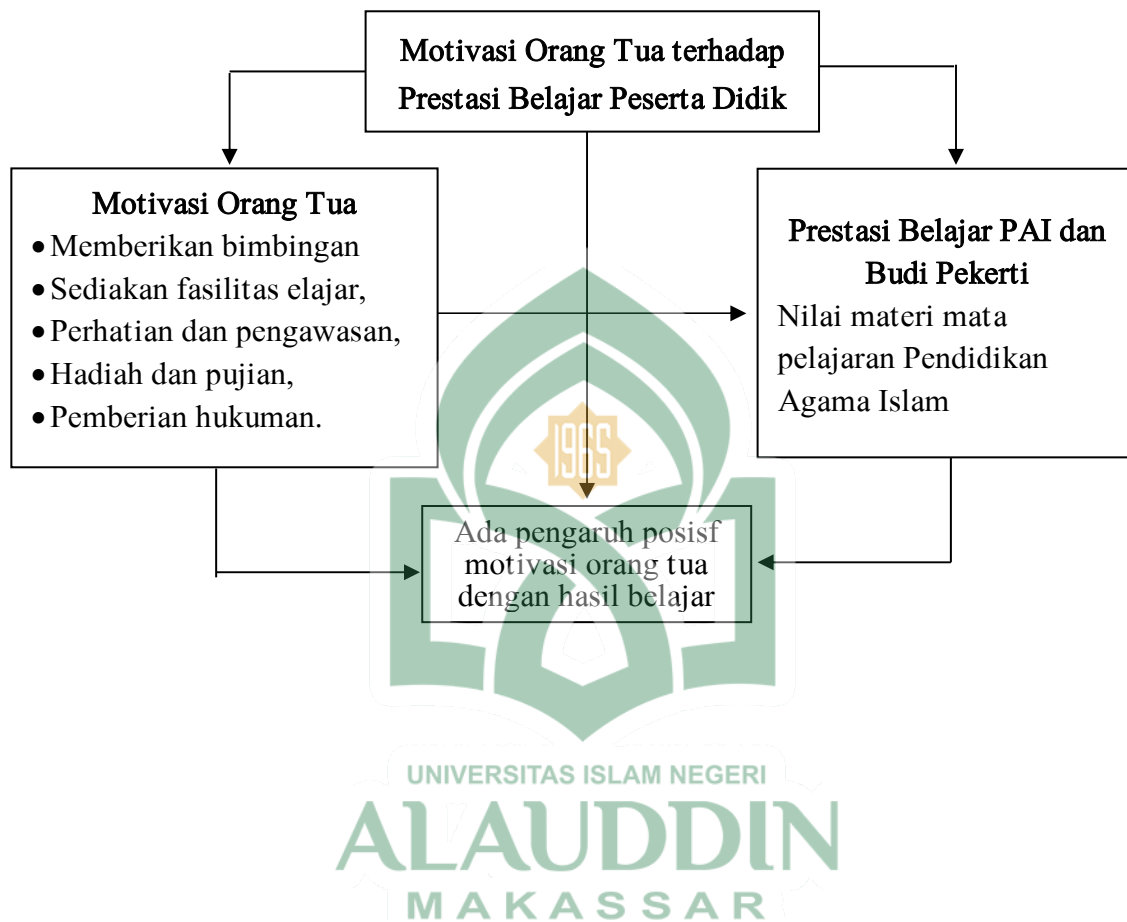 Motivasi Orang Tua terhadap
Prestasi Belajar Peserta Didik
Motivasi Orang Tua
• Memberikan bimbingan
• Sediakan fasilitas elajar,
• Perhatian dan pengawasan,
• Hadiah dan pujian,
• Pemberian hukuman.
Prestasi Belajar PAI dan
Budi Pekerti
Nilai materi mata
pelajaran Pendidikan
Agama Islam
1965
Ada pengaruh posisf
motivasi orang tua
dengan hasil belajar
UNIVERSITAS ISLAM NEGERI
ALAUDDIN
MAKASSAR